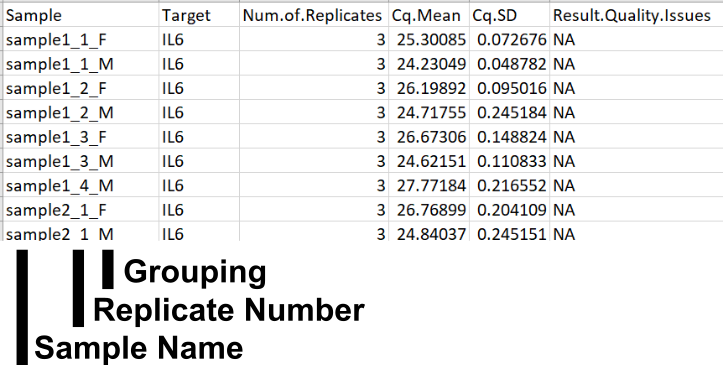 Sample Target Num.of.Replicates Cq.Mean Cq.SD Result.Quality.Issues
sample1_1_F IL6 3 25.30085 0.072676 NA
sample1_1_M IL6 3 24.23049 0.048782 NA
sample1_2_F IL6 3 26.19892 0.095016 NA
sample1_2_M IL6 3 24.71755 0.245184 NA
sample1_3_F IL6 3 26.67306 0.148824 NA
sample1_3_M IL6 3 24.62151 0.110833 NA
sample1_4_M IL6 3 27.77184 0.216552 NA
sample2_1_F IL6 3 26.76899 0.204109 NA
sample2_1_M IL6 3 24.84037 0.245151 NA
Grouping
Replicate Number
Sample Name